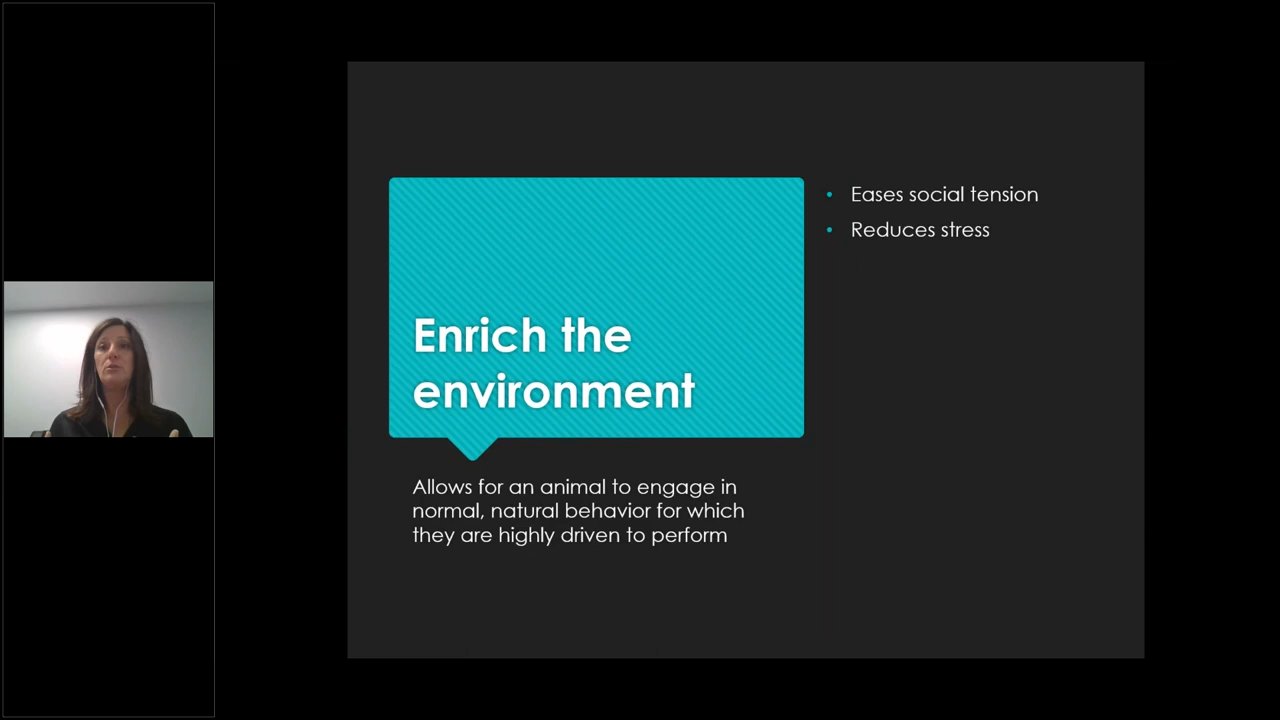 Enrich the
environment
Allows for an animal to engage in
normal, natural behavior for which
they are highly driven to perform
• Eases social tension
• Reduces stress